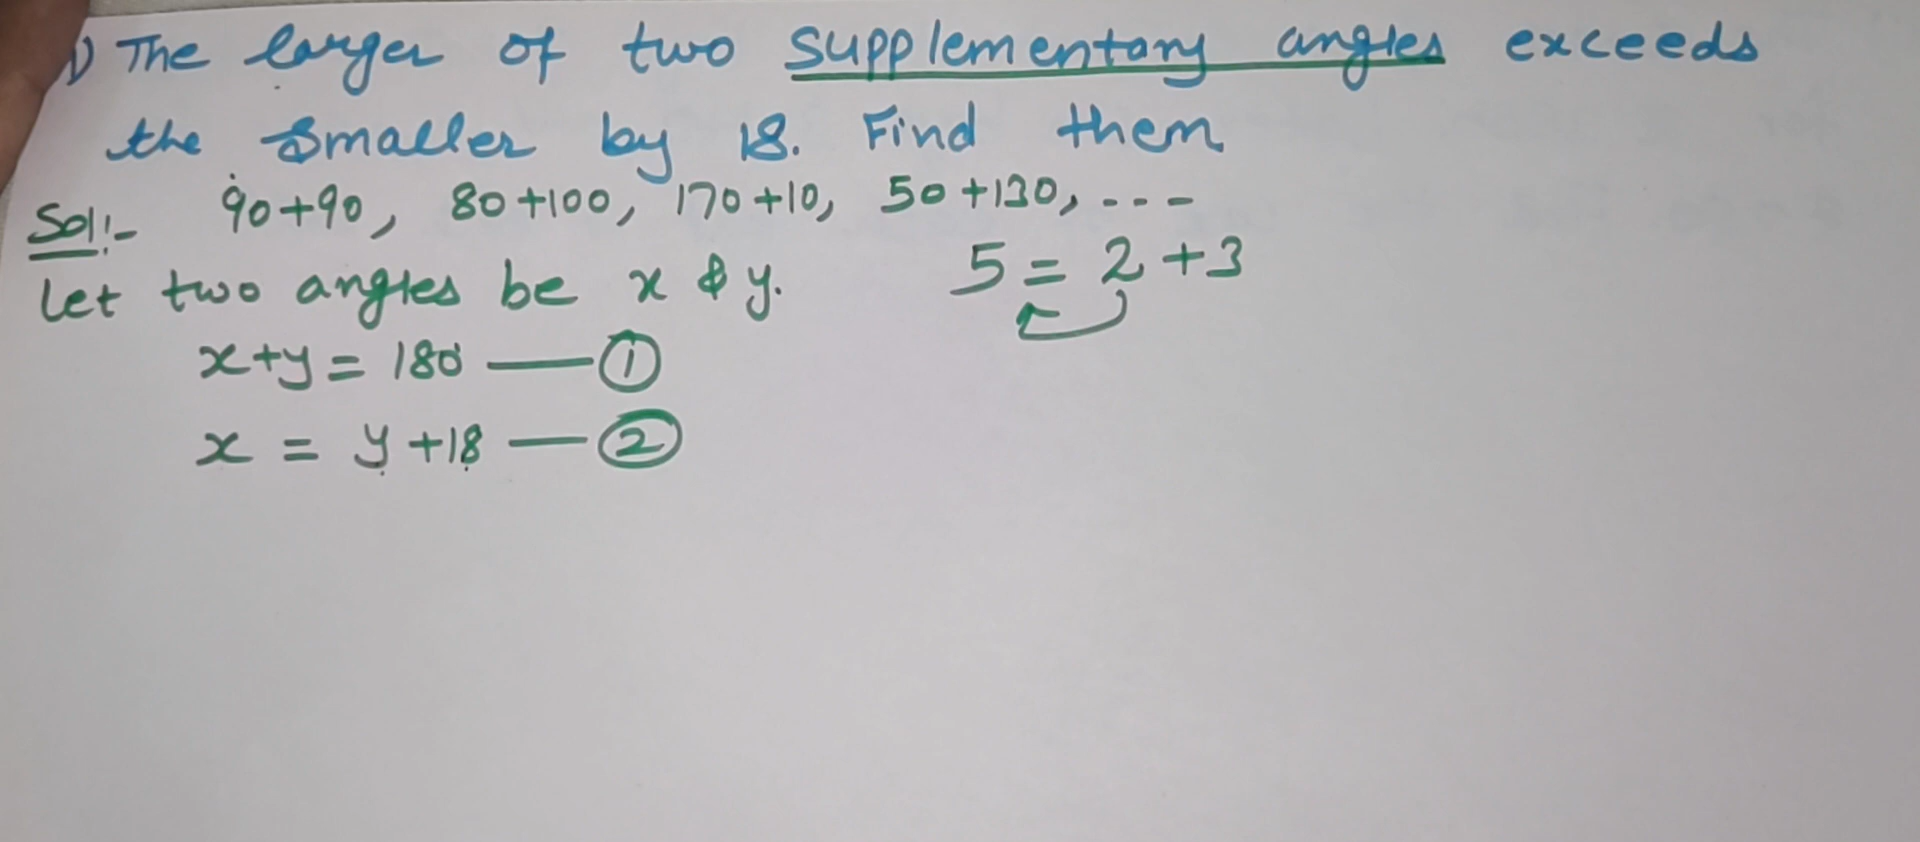 1) The larger of two supplementary angles exceeds
the smaller by 18. Find them
Sol:- 90+90, 80+100, 170+10, 50+130, ---
Let two angles be x & y. 5 = 2+3
x+y = 180 — ①
x = y+18 — ②